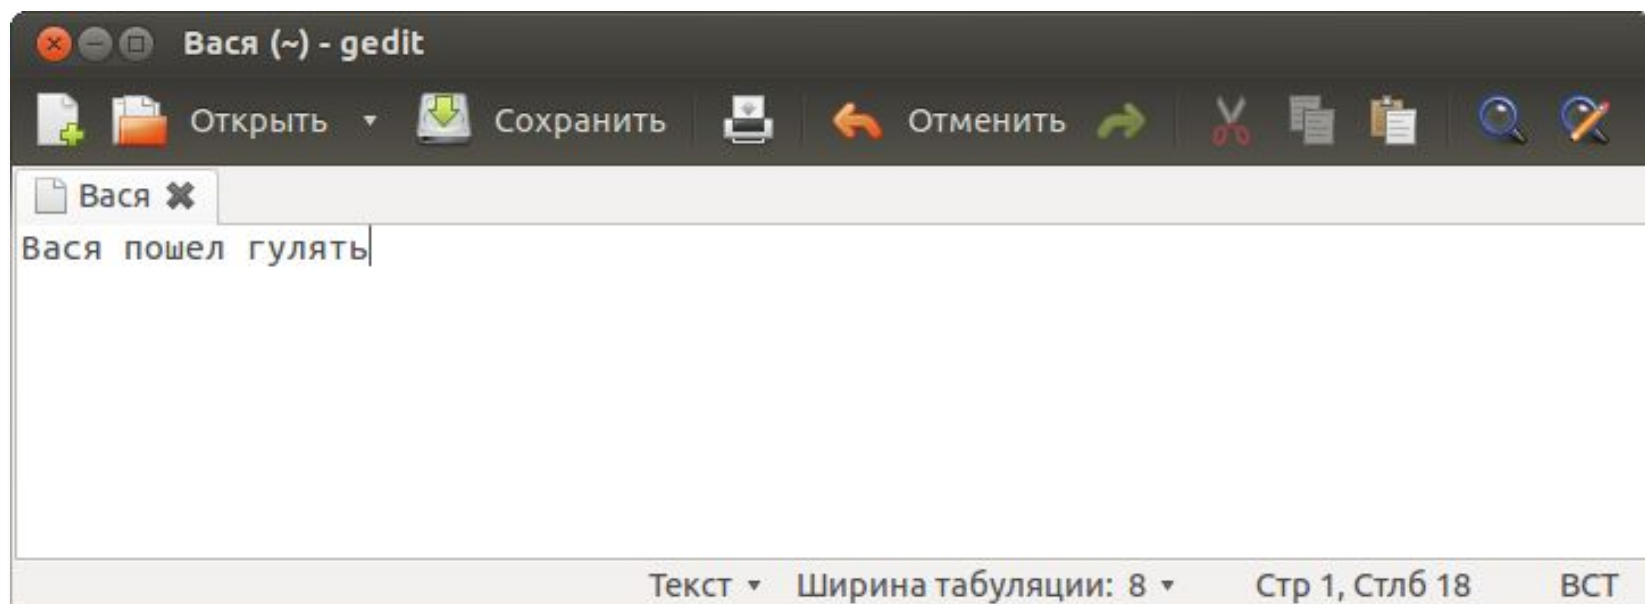 Вася (~) - gedit
Открыть Сохранить Отменить
Вася
Вася пошел гулять
Текст Ширина табуляции: 8 Стр 1, Стлб 18 ВСТ